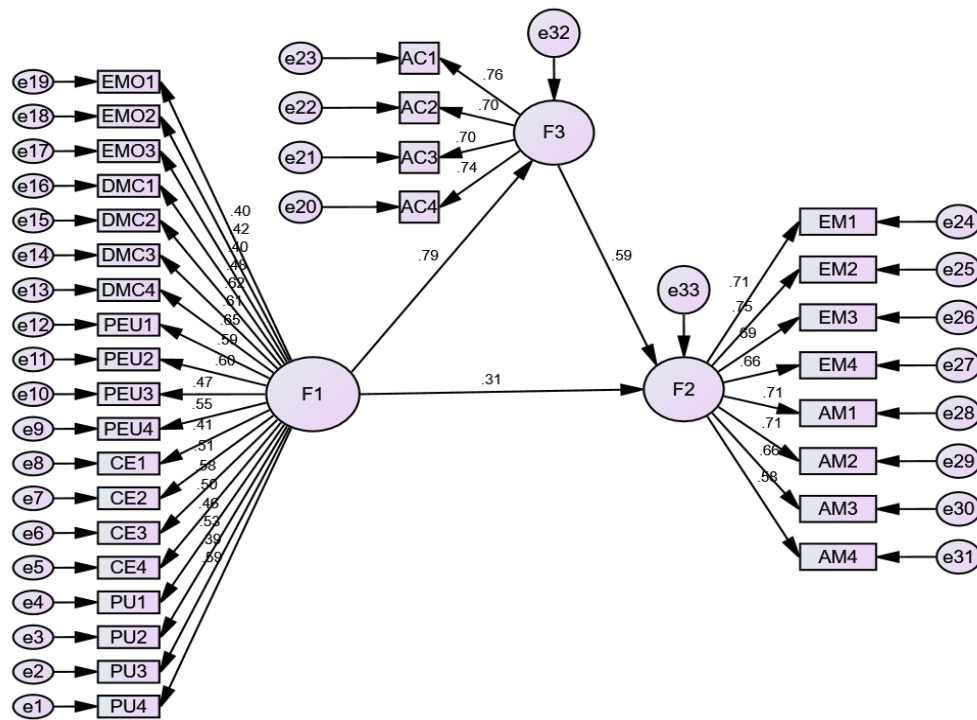 e32
e23 AC1
.76
e19 EMO1
e22 AC2
.70
e18 EMO2
F3
e17 EMO3
e21 AC3
.70
e16 DMC1
.74
e20 AC4
e15 DMC2
.40
.42
EM1 e24
e14 DMC3
.40
.79
.59
.48
e13 DMC4
.62
.71
EM2 e25
.61
e33
.75
e12 PEU1
.65
EM3 e26
.59
.69
e11 PEU2
.60
.66
EM4 e27
e10 PEU3
.47
F1
.31
F2
.55
.71
AM1 e28
e9 PEU4
.41
.71
.51
e8 CE1
.66
AM2 e29
.58
.58
e7 CE2
.50
.46
AM3 e30
e6 CE3
.53
.39
.59
AM4 e31
e5 CE4
e4 PU1
e3 PU2
e2 PU3
e1 PU4